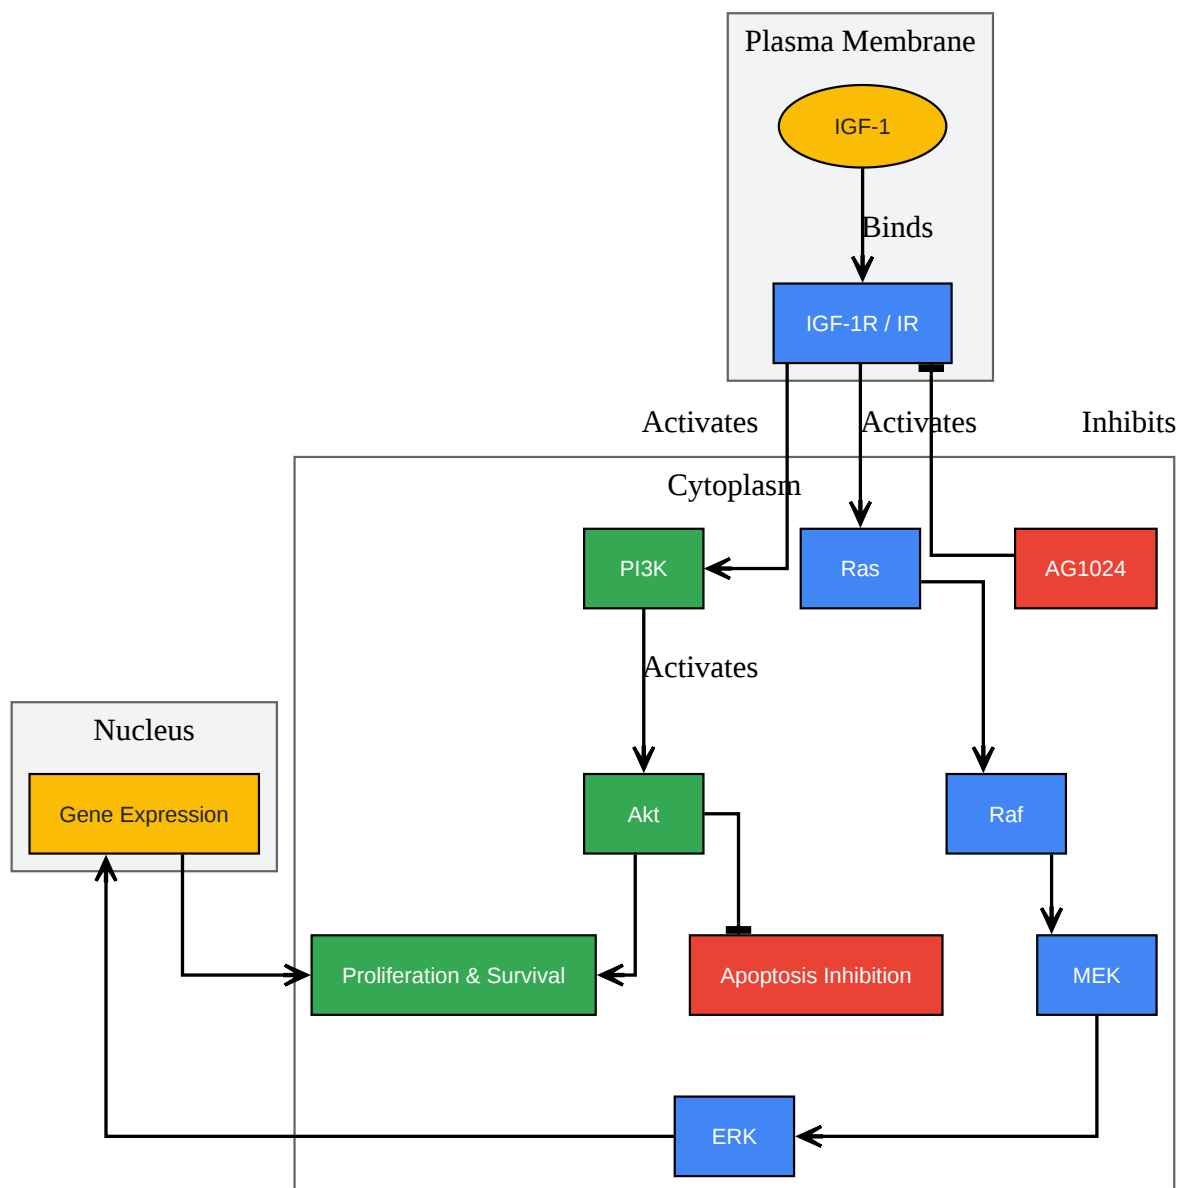 Plasma Membrane
IGF-1
Binds
IGF-1R / IR
Activates
Activates
Inhibits
Cytoplasm
PI3K
Ras
AG1024
Activates
Nucleus
Gene Expression
Akt
Raf
Proliferation & Survival
Apoptosis Inhibition
MEK
ERK